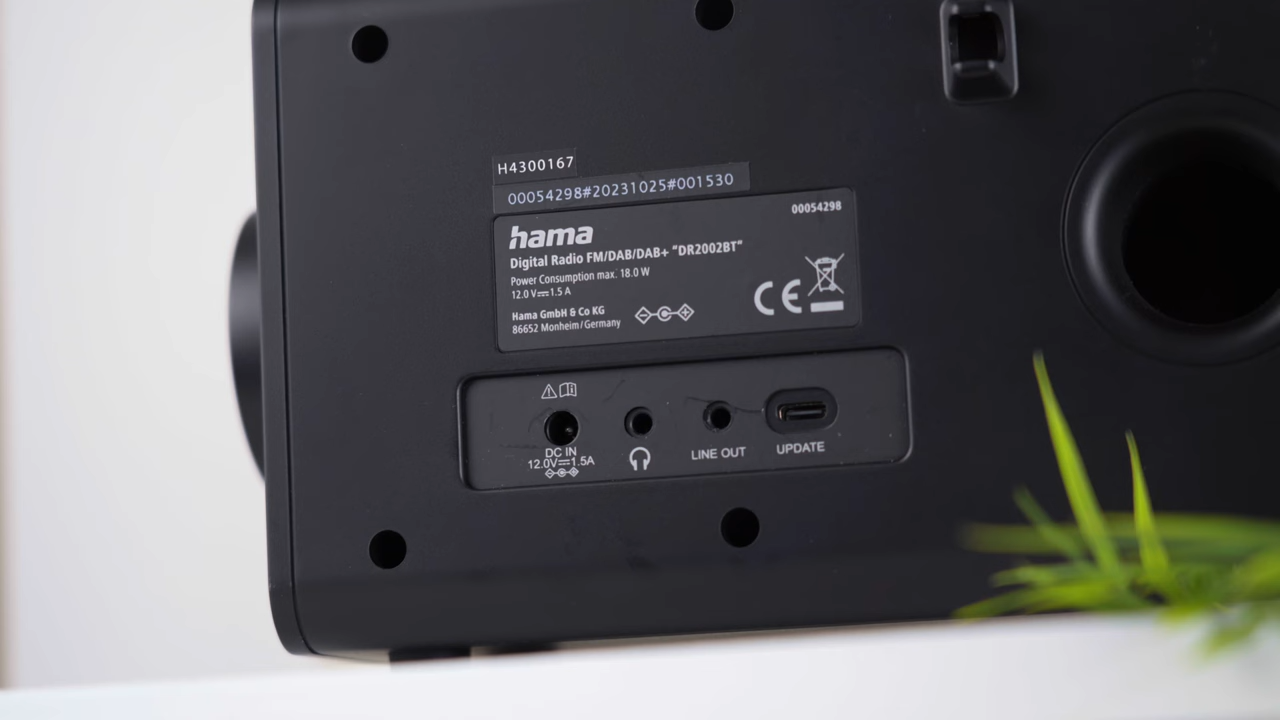 H4300167
00054298#20231025#001530
00054298
hama
Digital Radio FM/DAB/DAB+ "DR2002BT"
Power Consumption max. 18.0 W
12.0 V⎓1.5 A
Hama GmbH & Co KG
86652 Monheim/Germany
CE
DC IN
12.0V⎓1.5A
LINE OUT
UPDATE